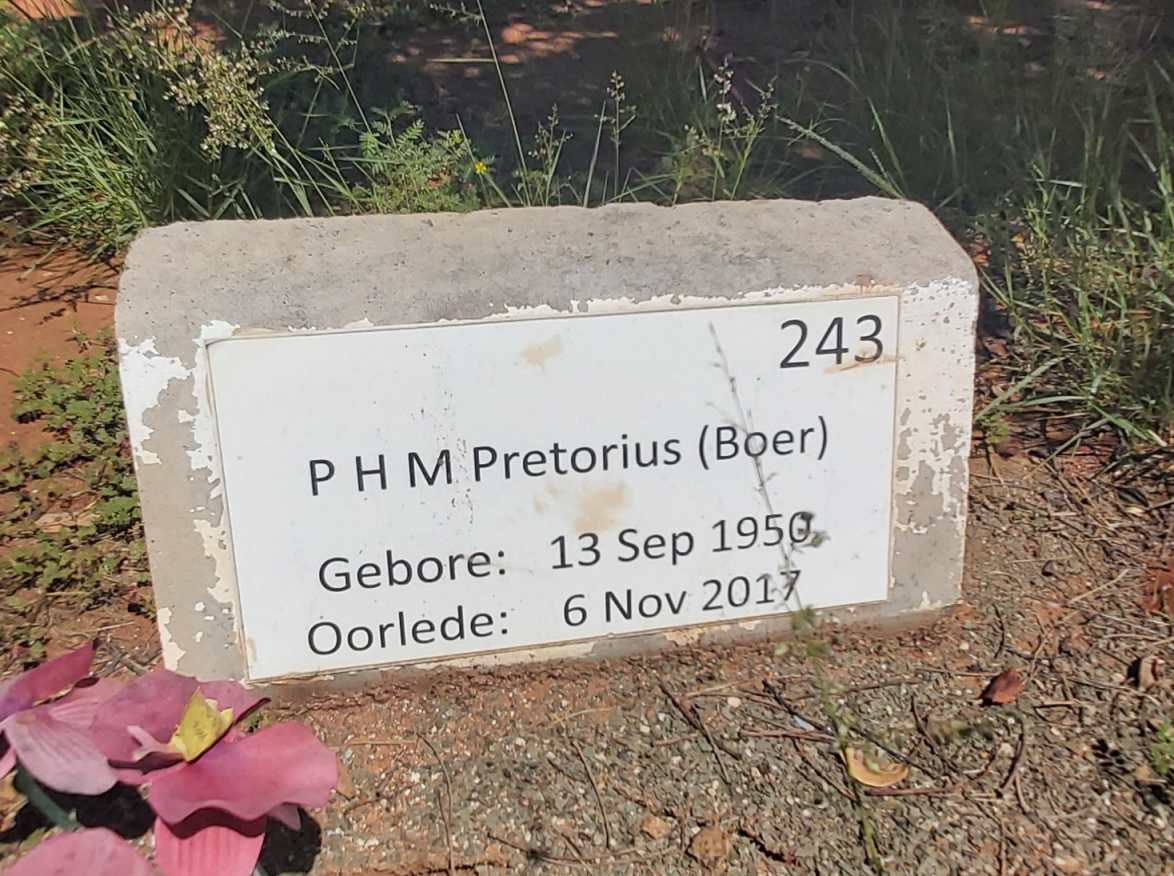 243
P H M Pretorius (Boer)
Gebore: 13 Sep 1950
Oorlede: 6 Nov 2017